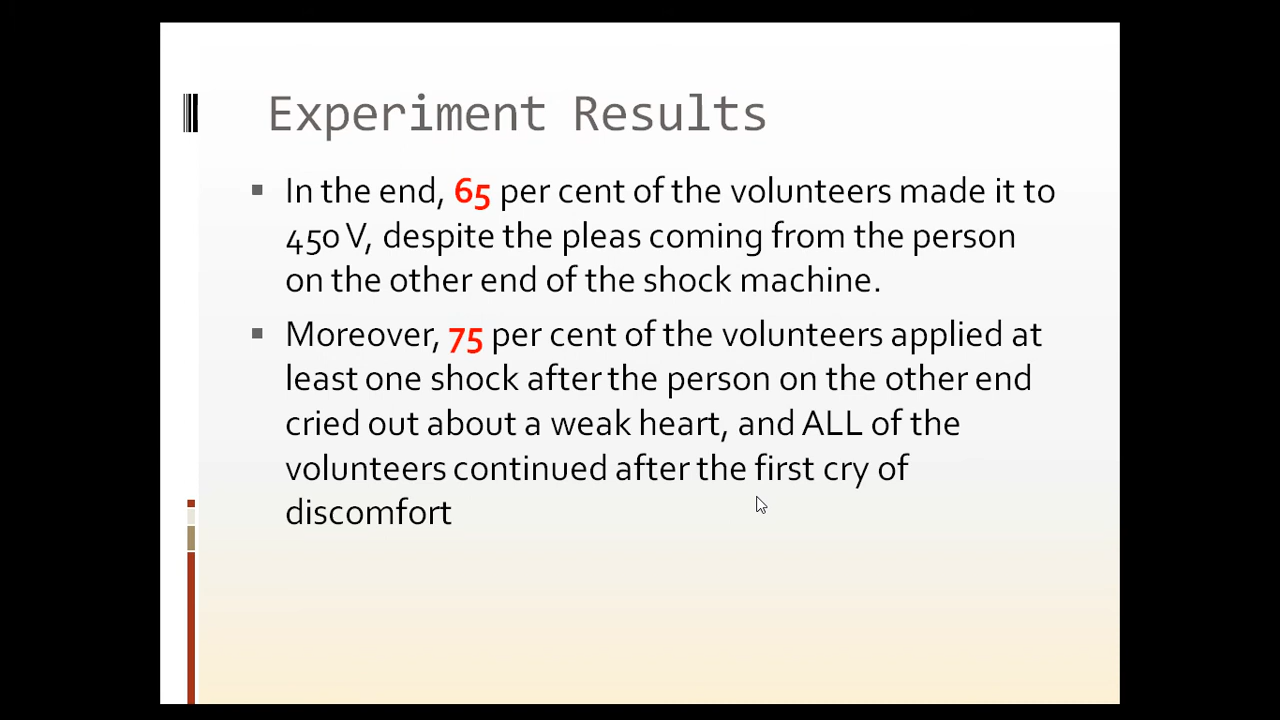 Experiment Results
In the end, 65 per cent of the volunteers made it to
450 V, despite the pleas coming from the person
on the other end of the shock machine.
Moreover, 75 per cent of the volunteers applied at
least one shock after the person on the other end
cried out about a weak heart, and ALL of the
volunteers continued after the first cry of
discomfort